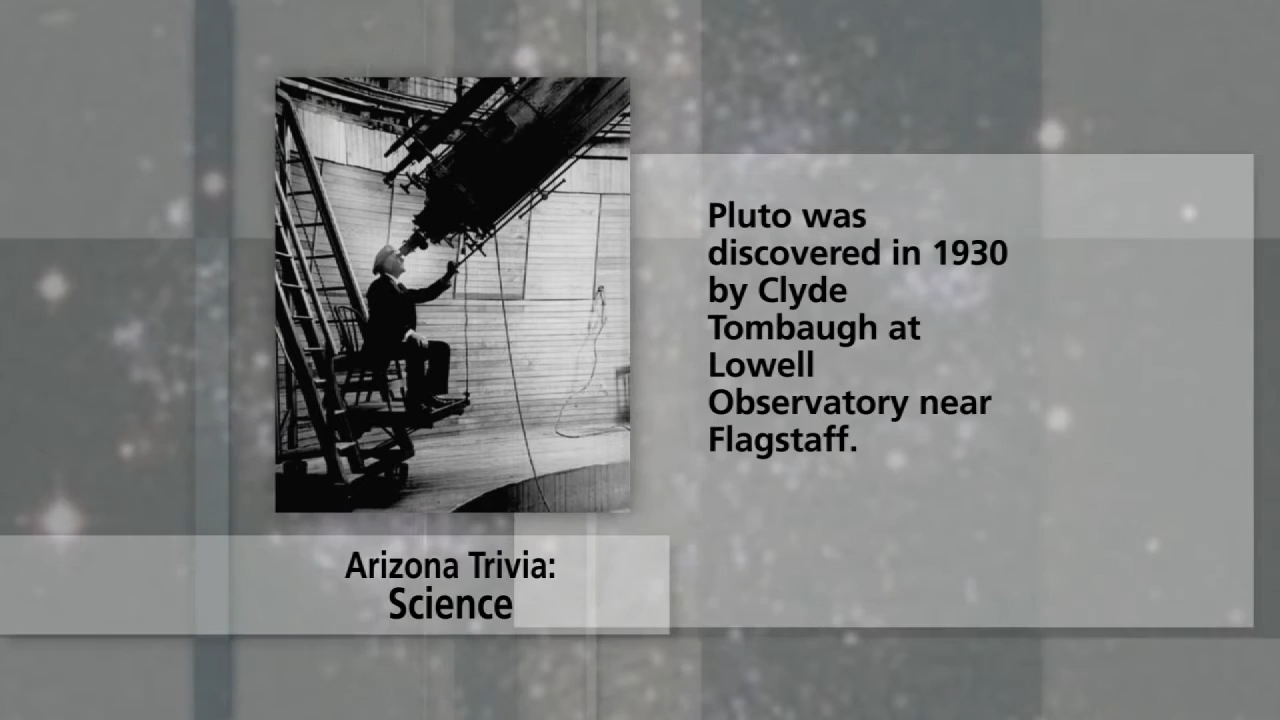 Pluto was
discovered in 1930
by Clyde
Tombaugh at
Lowell
Observatory near
Flagstaff.
Arizona Trivia:
Science